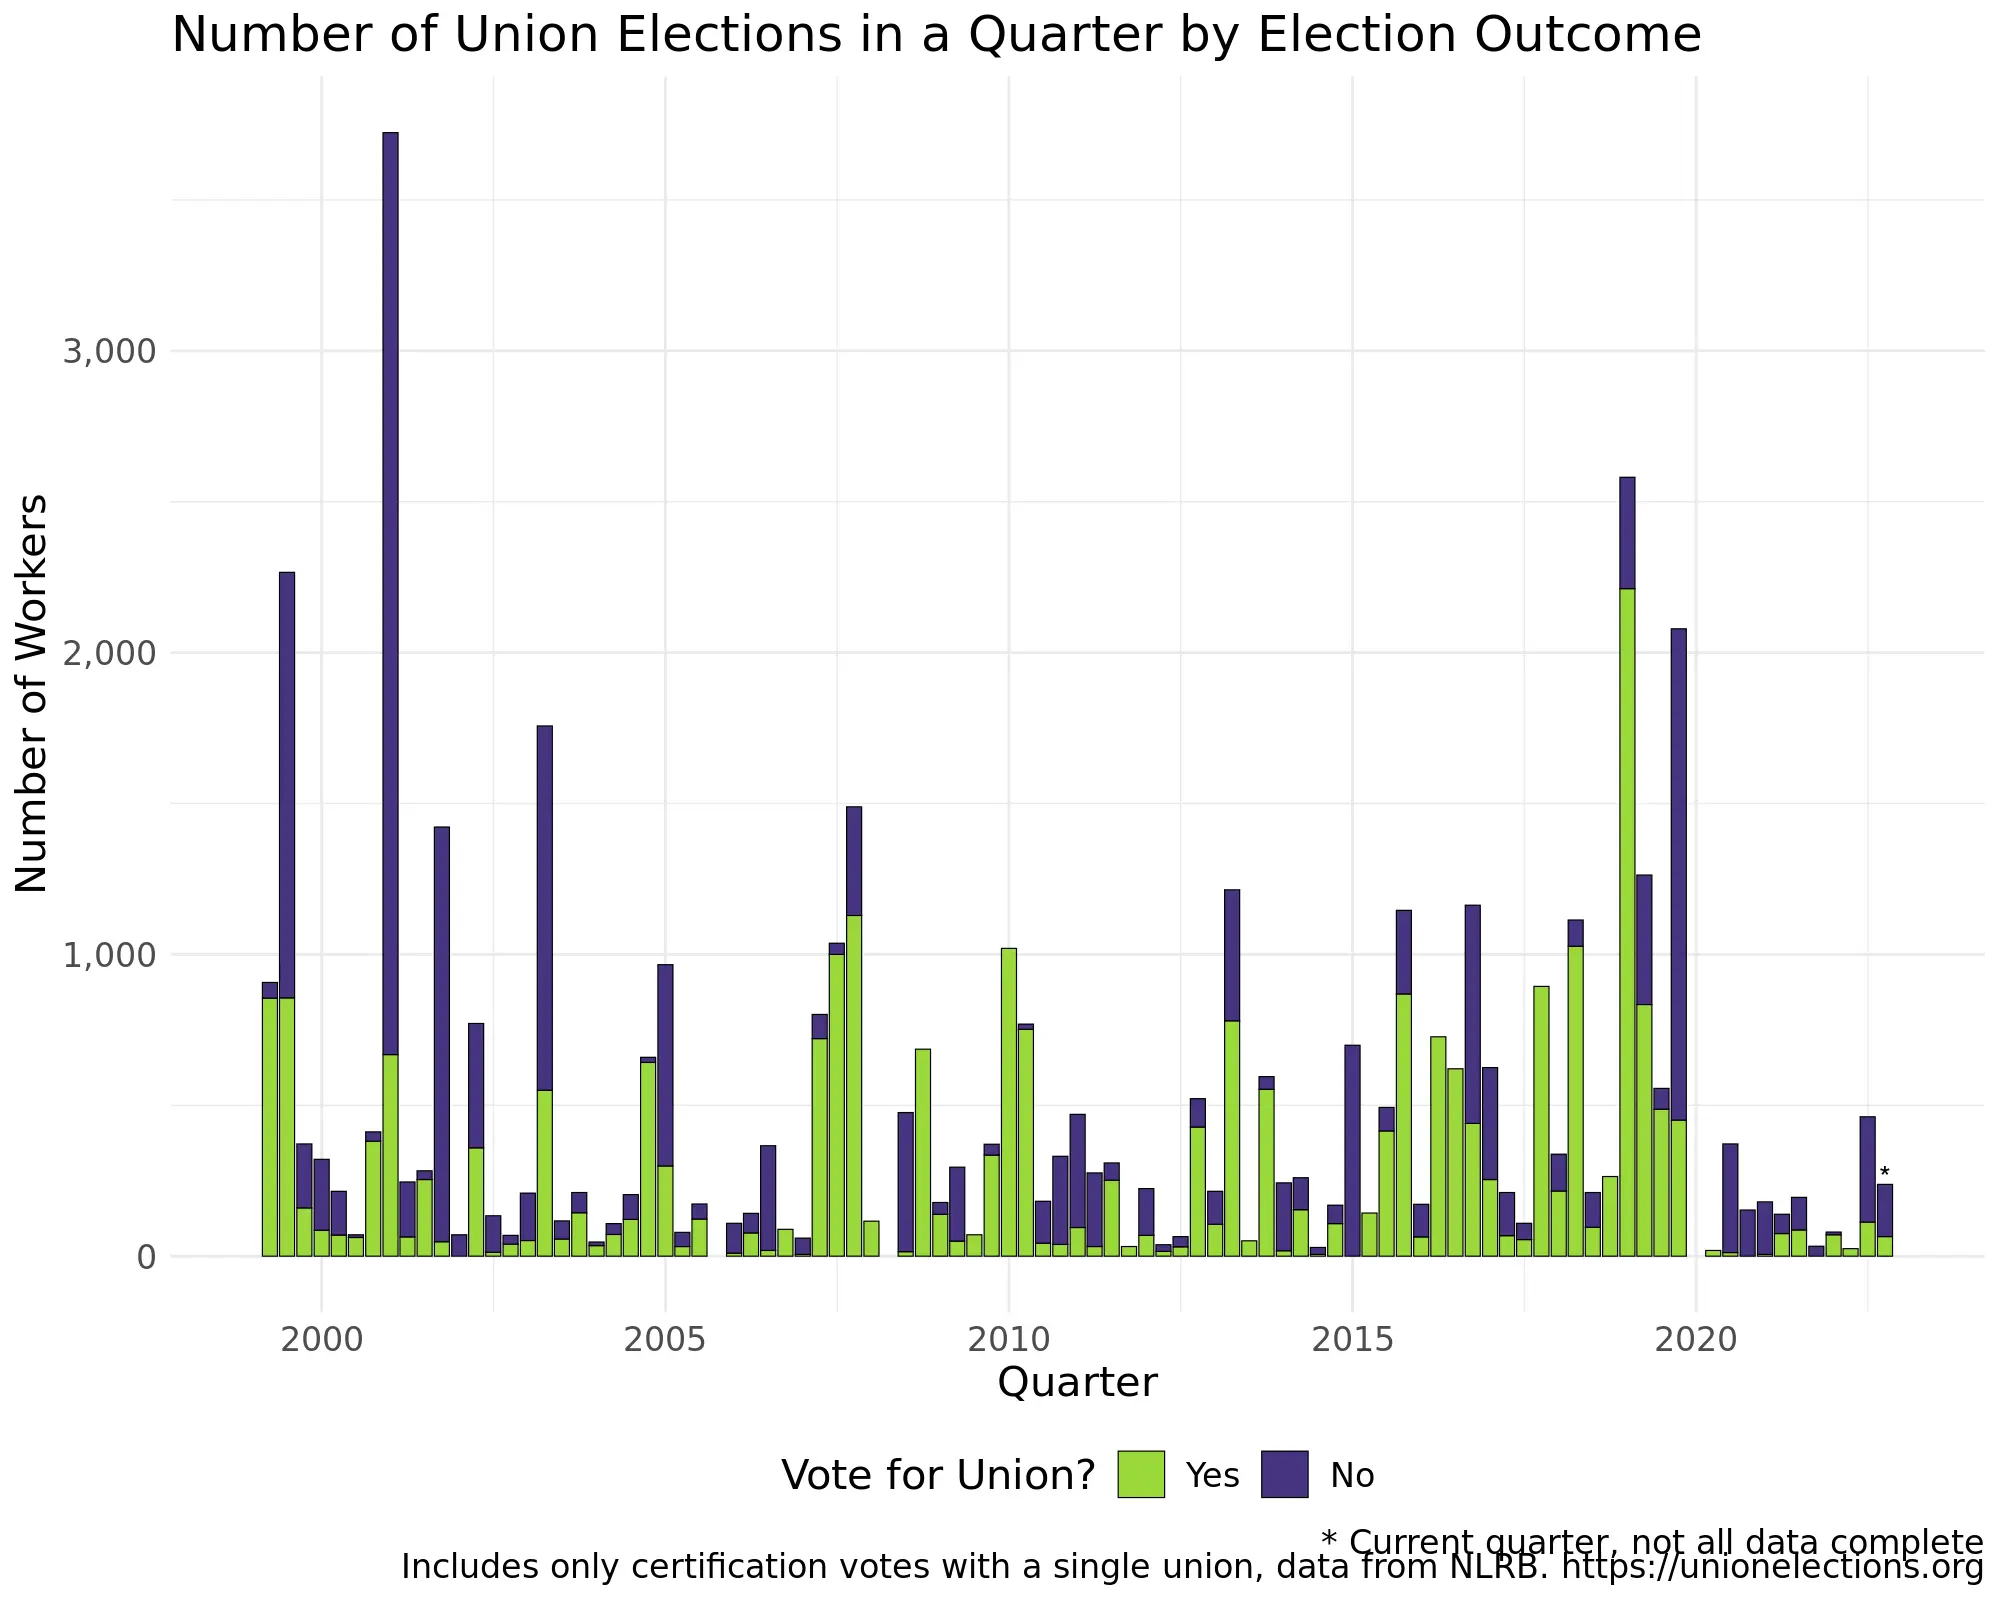 Number of Union Elections in a Quarter by Election Outcome
Number of Workers
3,000
2,000
1,000
0
2000 2005 2010 2015 2020
*
Quarter
Vote for Union? Yes No
* Current quarter, not all data complete
Includes only certification votes with a single union, data from NLRB. https://unionelections.org